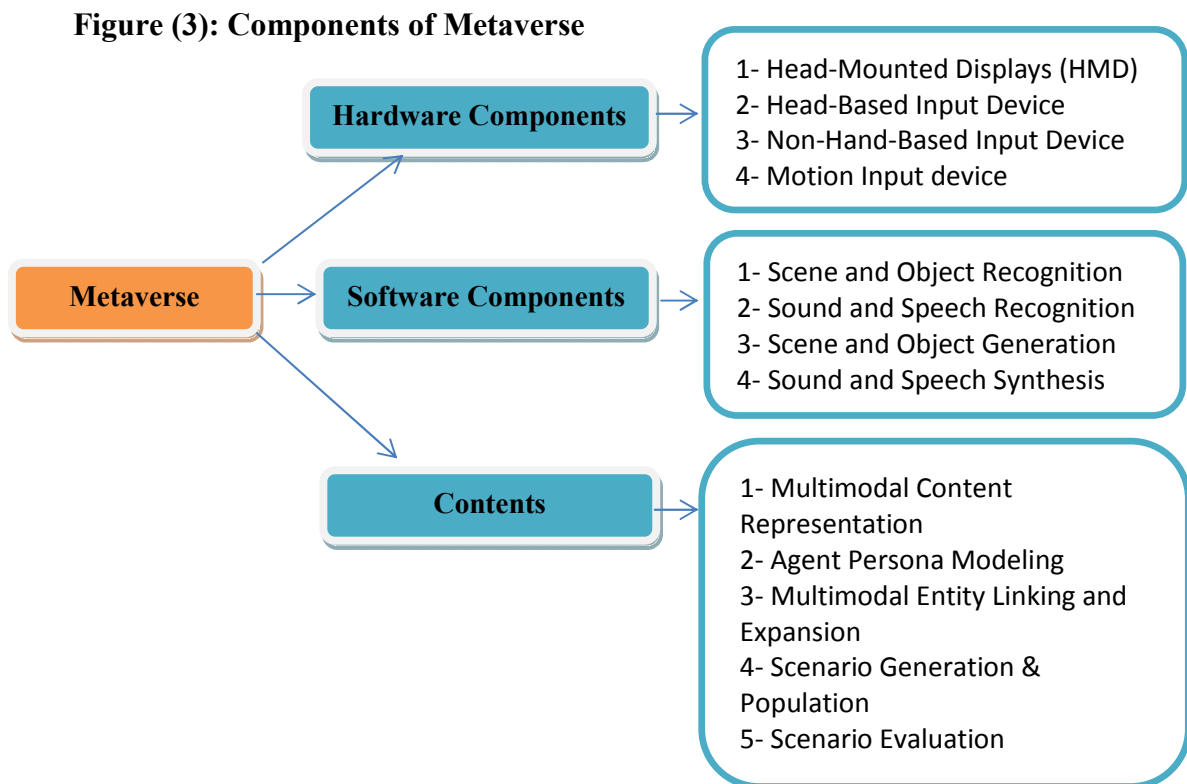 Figure (3): Components of Metaverse
Hardware Components
1- Head-Mounted Displays (HMD)
2- Head-Based Input Device
3- Non-Hand-Based Input Device
4- Motion Input device
Metaverse
Software Components
1- Scene and Object Recognition
2- Sound and Speech Recognition
3- Scene and Object Generation
4- Sound and Speech Synthesis
Contents
1- Multimodal Content
Representation
2- Agent Persona Modeling
3- Multimodal Entity Linking and
Expansion
4- Scenario Generation &
Population
5- Scenario Evaluation